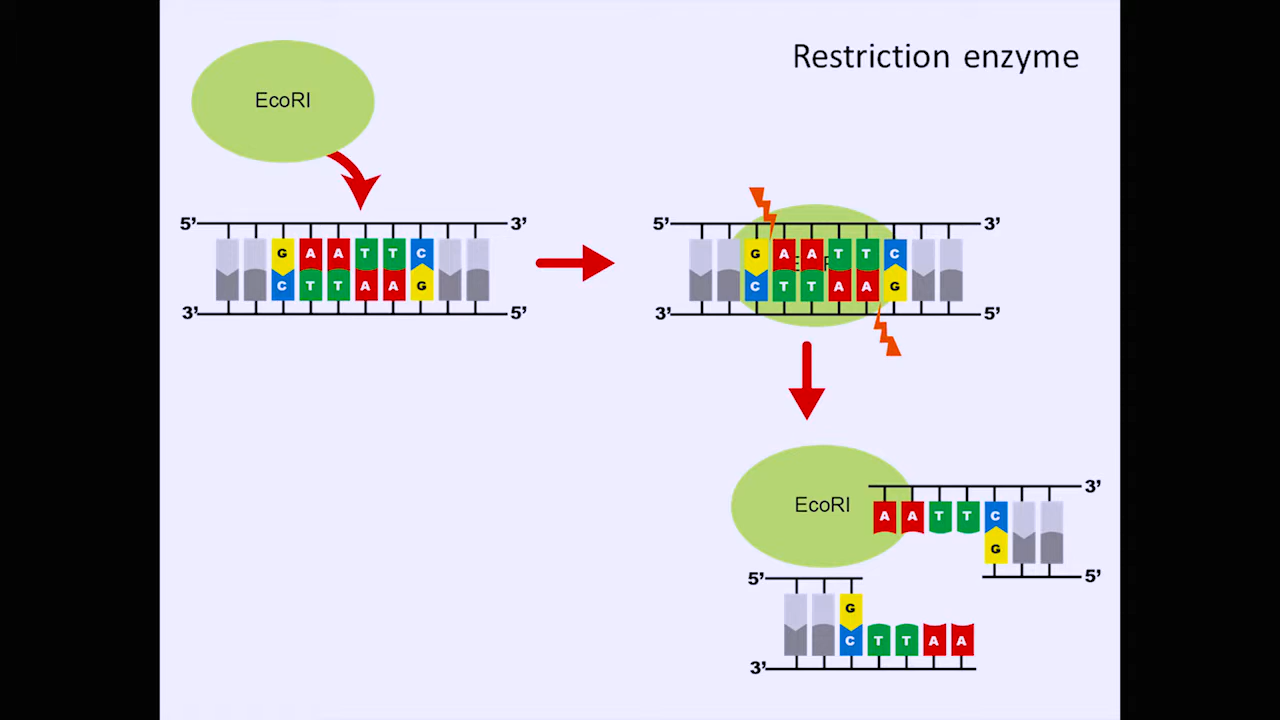 Restriction enzyme
EcoRI
5’ 3’
G A A T T C
C T T A A G
3’ 5’
5’ 3’
G A A T T C
C T T A A G
3’ 5’
EcoRI
3’
A A T T C
G
5’
5’
G
C T T A A
3’